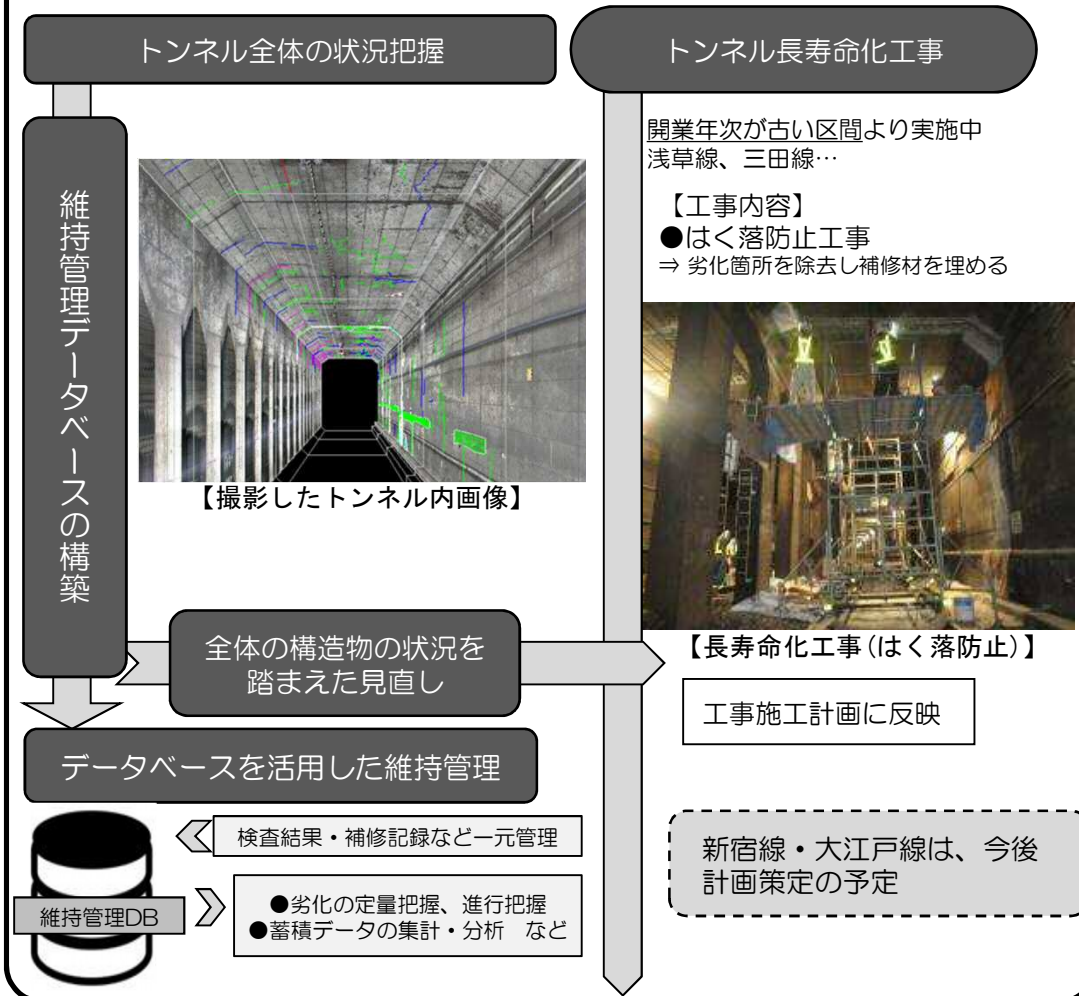 トンネル全体の状況把握
維持管理データベースの構築
【撮影したトンネル内画像】
全体の構造物の状況を
踏まえた見直し
データベースを活用した維持管理
維持管理DB
検査結果・補修記録など一元管理
●劣化の定量把握、進行把握
●蓄積データの集計・分析　など
トンネル長寿命化工事
開業年次が古い区間より実施中
浅草線、三田線…
【工事内容】
●はく落防止工事
⇒ 劣化箇所を除去し補修材を埋める
【長寿命化工事(はく落防止)】
工事施工計画に反映
新宿線・大江戸線は、今後
計画策定の予定